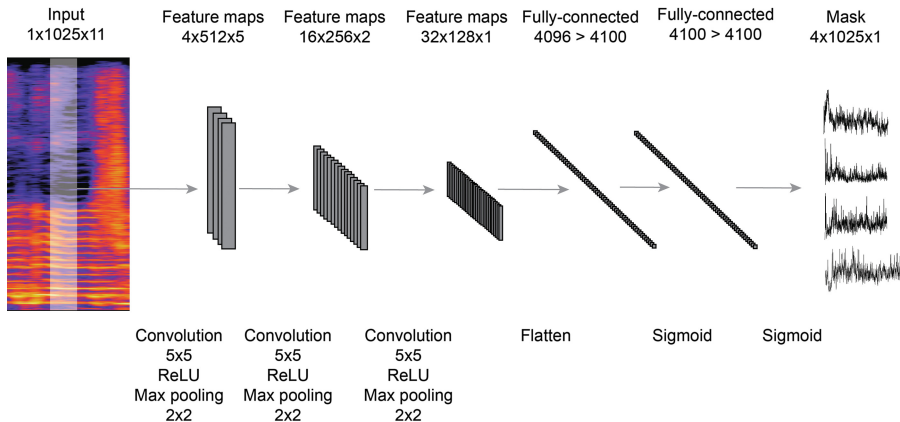 Input
1x1025x11
Feature maps
4x512x5
Feature maps
16x256x2
Feature maps
32x128x1
Fully-connected
4096 > 4100
Fully-connected
4100 > 4100
Mask
4x1025x1
Convolution
5x5
ReLU
Max pooling
2x2
Convolution
5x5
ReLU
Max pooling
2x2
Convolution
5x5
ReLU
Max pooling
2x2
Flatten
Sigmoid
Sigmoid